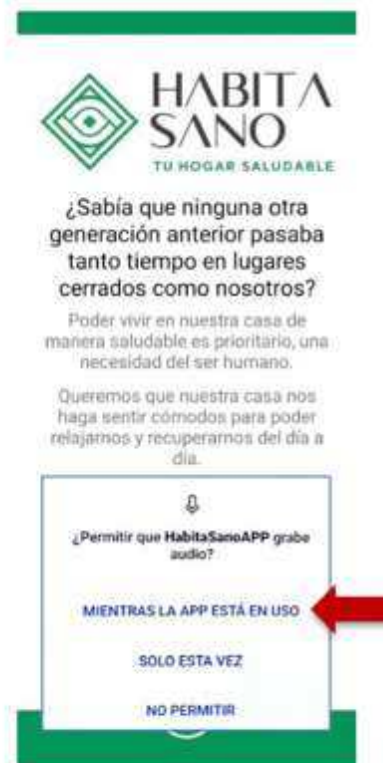 HABITA
SANO
TU HOGAR SALUDABLE
¿Sabía que ninguna otra
generación anterior pasaba
tanto tiempo en lugares
cerrados como nosotros?
Poder vivir en nuestra casa de
manera saludable es prioritario, una
necesidad del ser humano.
Queremos que nuestra casa nos
haga sentir cómodos para poder
relajarnos y recuperarnos del día a
día.
¿Permitir que HabitaSanoAPP grabe
audio?
MIENTRAS LA APP ESTÁ EN USO
SOLO ESTA VEZ
NO PERMITIR